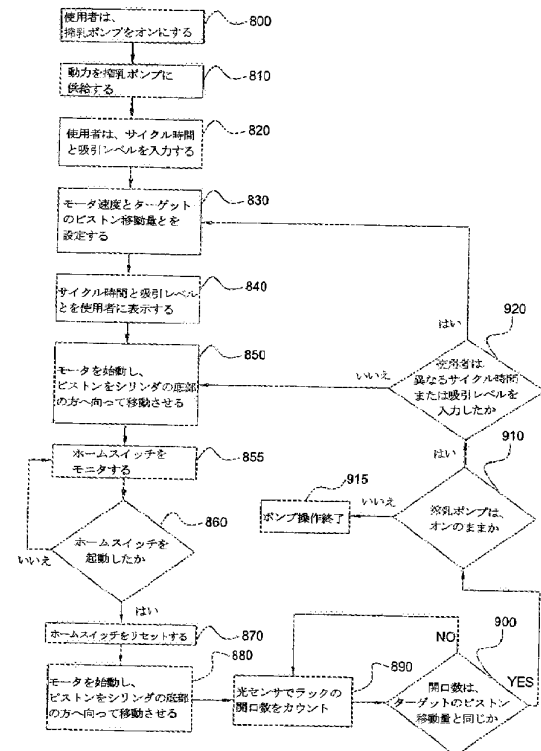 使用者は、
搾乳ポンプをオンにする
800
動力を搾乳ポンプに
供給する
810
使用者は、サイクル時間
と吸引レベルを入力する
820
モータ速度とターゲット
のピストン移動量とを
設定する
830
サイクル時間と吸引レベル
とを使用者に表示する
840
モータを始動し、
ピストンをシリンダの底部
の方へ向って移動させる
850
ホームスイッチを
モニタする
855
ホームスイッチを
起動したか
860
いいえ
はい
ホームスイッチをリセットする
870
モータを始動し、
ピストンをシリンダの底部
の方へ向って移動させる
880
光センサでラックの
開口数をカウント
890
開口数は、
ターゲットのピストン
移動量と同じか
900
NO
YES
搾乳ポンプは、
オンのままか
910
いいえ
はい
ポンプ操作終了
915
使用者は
異なるサイクル時間
または吸引レベルを
入力したか
920
いいえ
はい